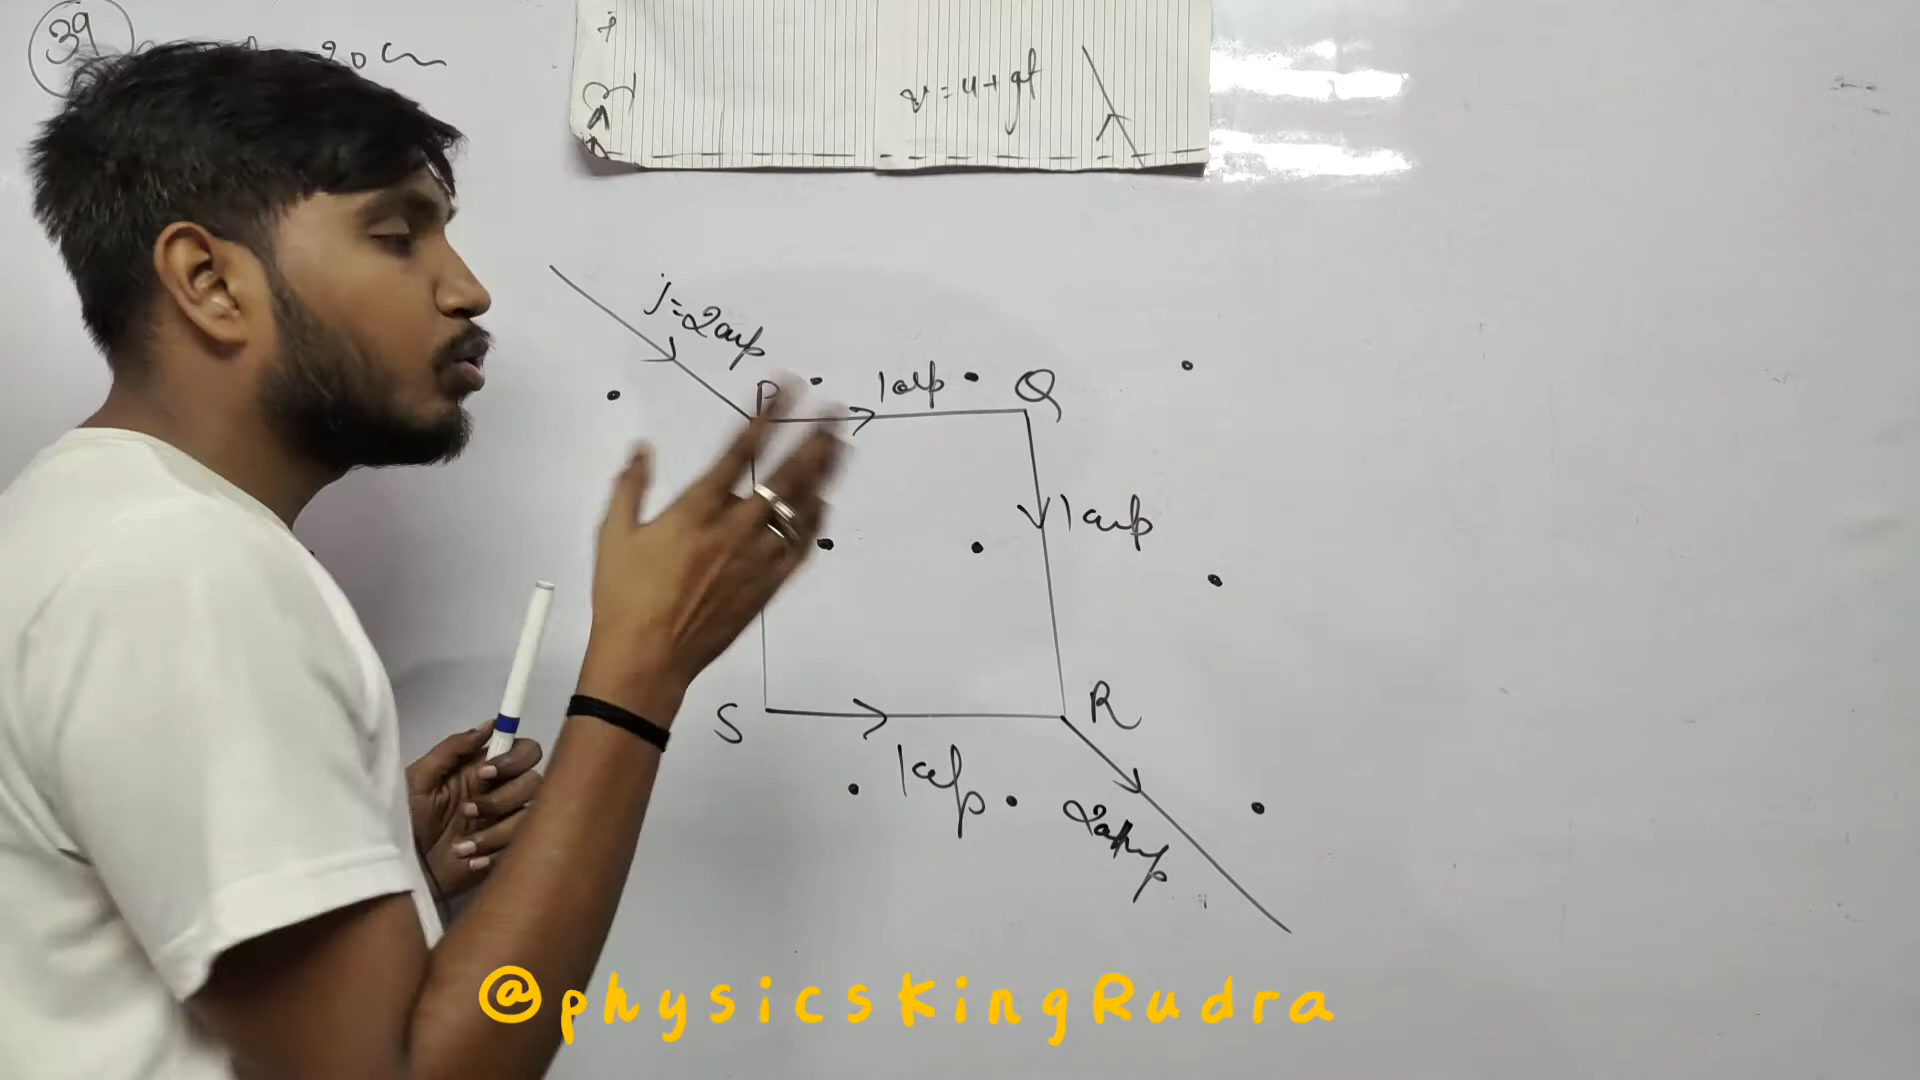 39
20 cm
v = u + gt
j = 2amp
P
1amp
Q
1amp
S
R
1amp
2amp
@physicsKingRudra